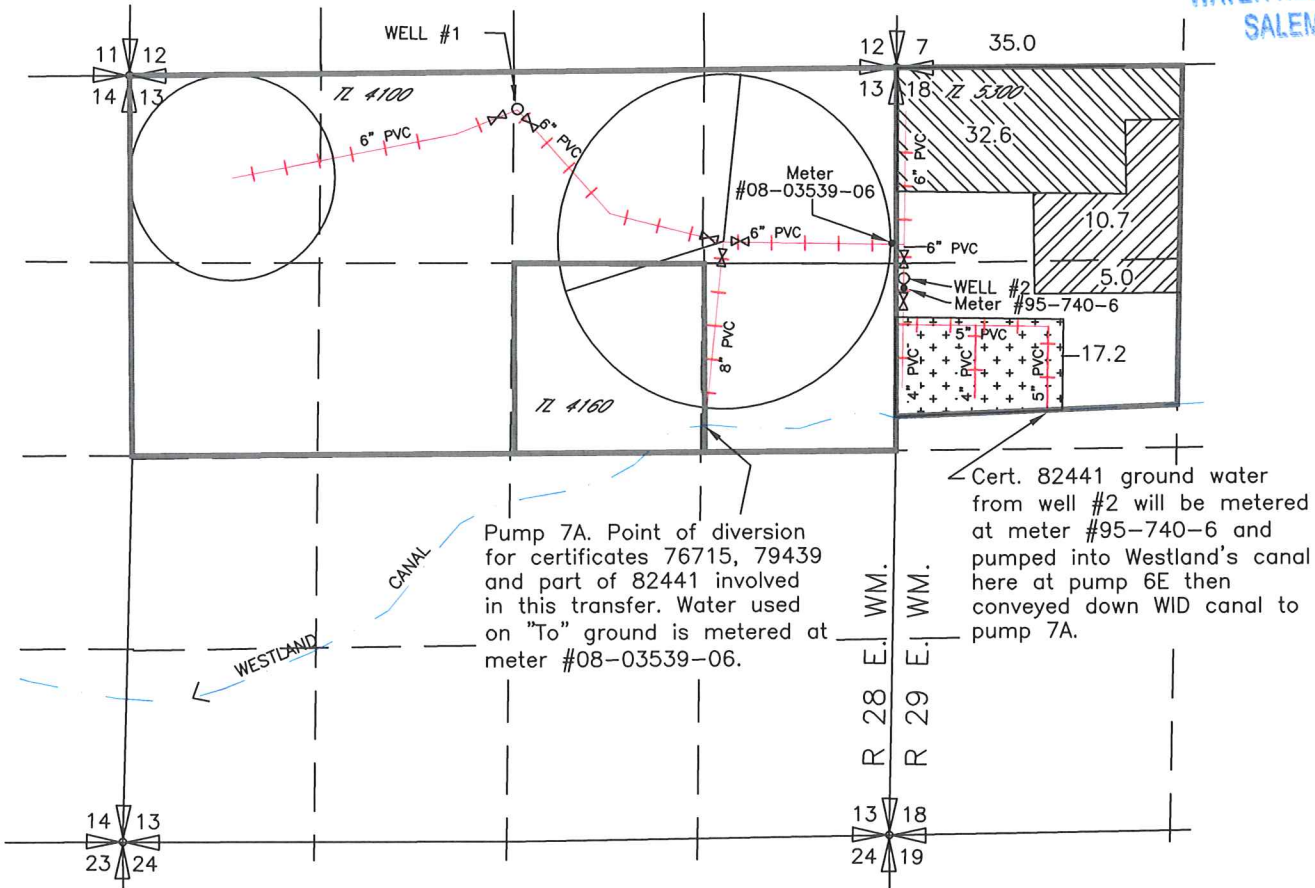 SALEM
WELL #1
35.0
11 12
14 13
12 7
13 18
TL 4100
TL 5300
6" PVC
6" PVC
32.6
6" PVC
Meter
#08-03539-06
6" PVC
10.7
6" PVC
5.0
WELL #2
Meter #95-740-6
8" PVC
5" PVC
4" PVC
4" PVC
5" PVC
17.2
TL 4160
Pump 7A. Point of diversion
for certificates 76715, 79439
and part of 82441 involved
in this transfer. Water used
on "To" ground is metered at
meter #08-03539-06.
Cert. 82441 ground water
from well #2 will be metered
at meter #95-740-6 and
pumped into Westland's canal
here at pump 6E then
conveyed down WID canal to
pump 7A.
CANAL
WESTLAND
R 28 E. WM.
R 29 E. WM.
14 13
23 24
13 18
24 19